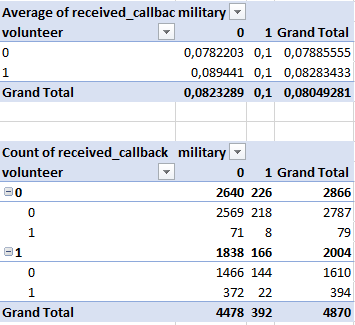 Average of received_callbac military
volunteer 0 1 Grand Total
0 0,0782203 0,1 0,07885555
1 0,089441 0,1 0,08283433
Grand Total 0,0823289 0,1 0,08049281
Count of received_callback military
volunteer 0 1 Grand Total
0 2640 226 2866
0 2569 218 2787
1 71 8 79
1 1838 166 2004
0 1466 144 1610
1 372 22 394
Grand Total 4478 392 4870